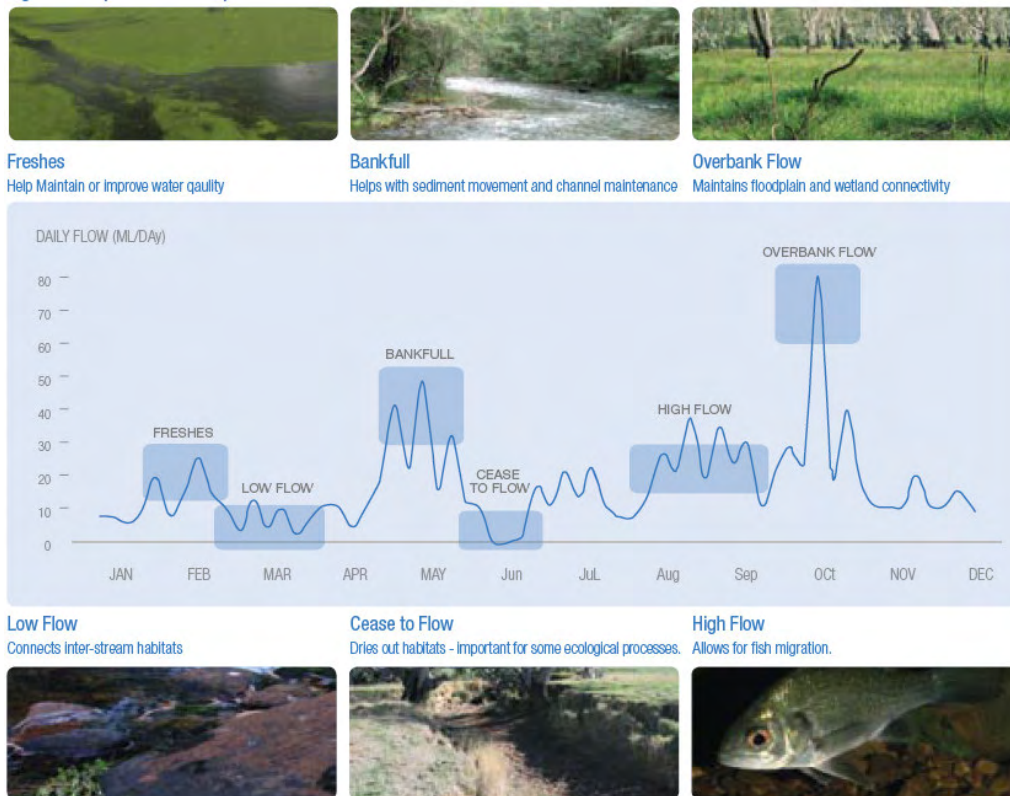 Freshes
Help Maintain or improve water qaulity
Bankfull
Helps with sediment movement and channel maintenance
Overbank Flow
Maintains floodplain and wetland connectivity
DAILY FLOW (ML/DAy)
80
70
60
50
40
30
20
10
0
FRESHES
LOW FLOW
BANKFULL
CEASE
TO FLOW
HIGH FLOW
OVERBANK FLOW
JAN FEB MAR APR MAY Jun JuL Aug Sep OCt NOV DEC
Low Flow
Connects inter-stream habitats
Cease to Flow
Dries out habitats - important for some ecological processes.
High Flow
Allows for fish migration.